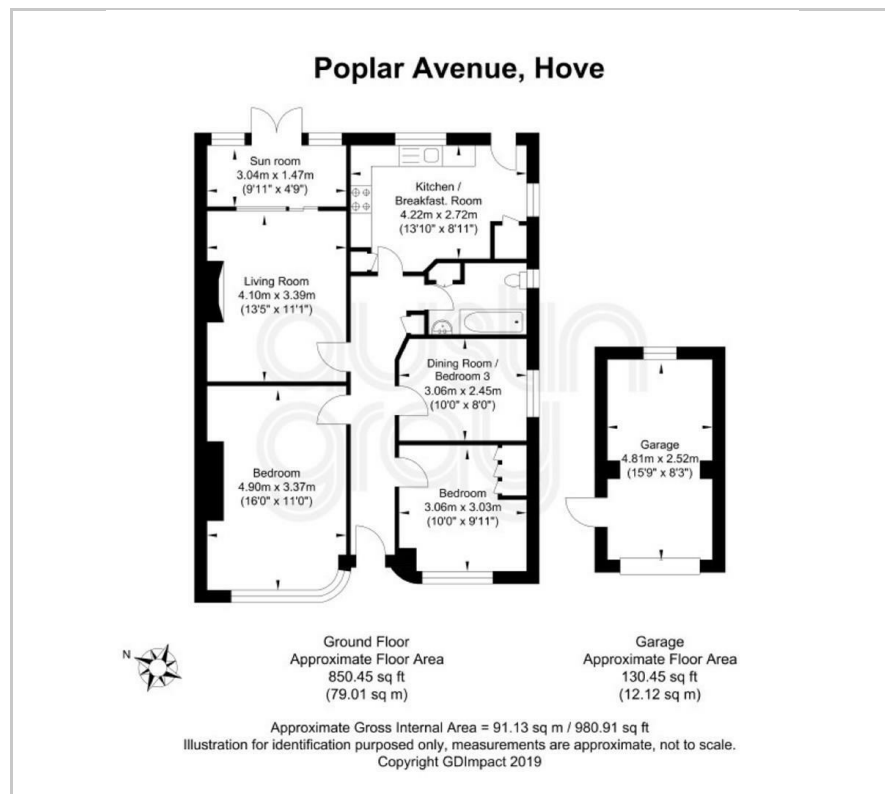 Poplar Avenue, Hove
Sun room
3.04m x 1.47m
(9'11" x 4'9")
Kitchen /
Breakfast. Room
4.22m x 2.72m
(13'10" x 8'11")
Living Room
4.10m x 3.39m
(13'5" x 11'1")
Dining Room /
Bedroom 3
3.06m x 2.45m
(10'0" x 8'0")
Bedroom
4.90m x 3.37m
(16'0" x 11'0")
Bedroom
3.06m x 3.03m
(10'0" x 9'11")
Garage
4.81m x 2.52m
(15'9" x 8'3")
austin
gray
N
Ground Floor
Approximate Floor Area
850.45 sq ft
(79.01 sq m)
Garage
Approximate Floor Area
130.45 sq ft
(12.12 sq m)
Approximate Gross Internal Area = 91.13 sq m / 980.91 sq ft
Illustration for identification purposed only, measurements are approximate, not to scale.
Copyright GDImpact 2019